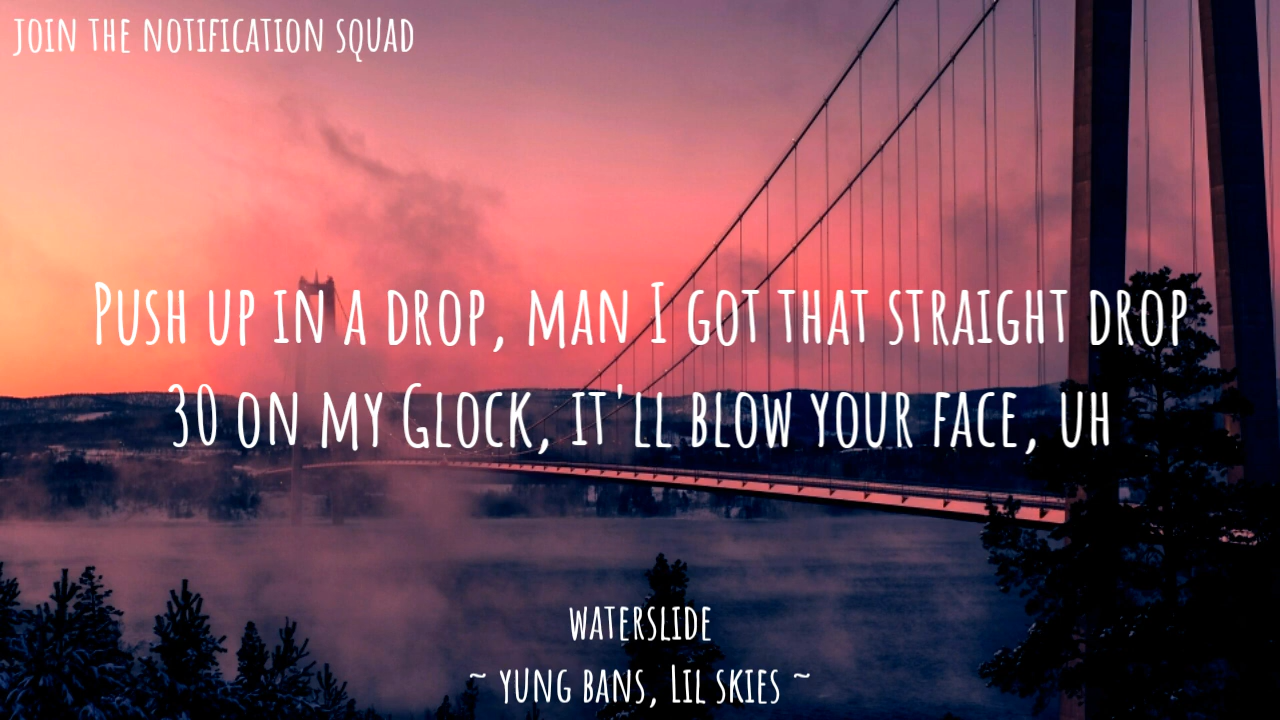 JOIN THE NOTIFICATION SQUAD
PUSH UP IN A DROP, MAN I GOT THAT STRAIGHT DROP
30 ON MY GLOCK, IT'LL BLOW YOUR FACE, UH
WATERSLIDE
~ YUNG BANS, LIL SKIES ~